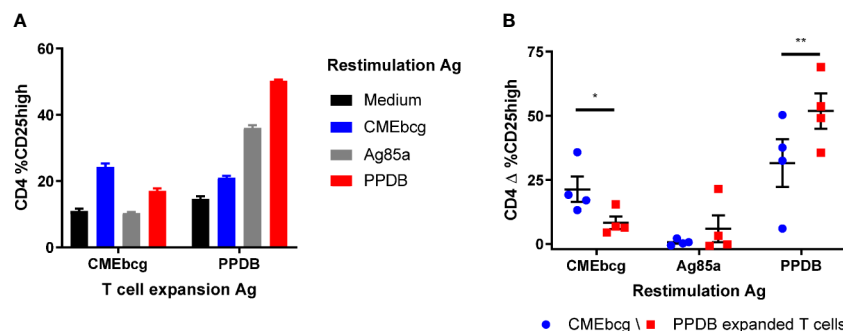 A
CD4 %CD25high
60
40
20
0
CMEbcg PPDB
T cell expansion Ag
Restimulation Ag
Medium
CMEbcg
Ag85a
PPDB
B
CD4 Δ %CD25high
75
50
25
0
*
**
CMEbcg Ag85a PPDB
Restimulation Ag
CMEbcg \ PPDB expanded T cells